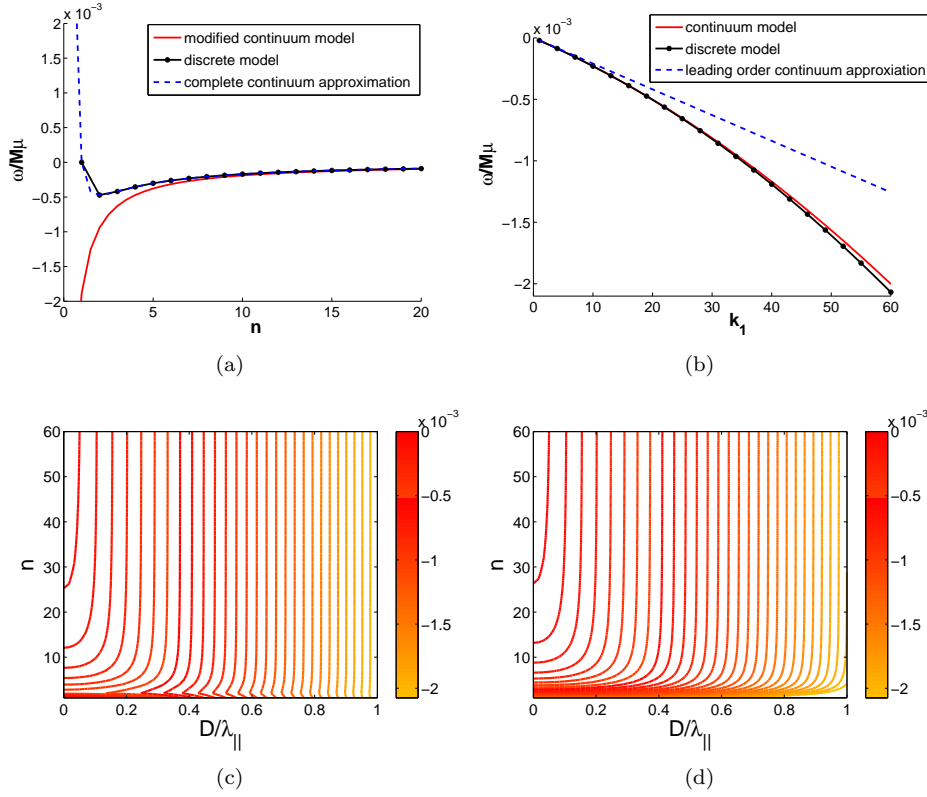 x 10⁻³
2
1.5
1
0.5
0
−0.5
−1
−1.5
−2
0 5 10 15 20
n
ω/Mμ
modified continuum model
discrete model
complete continuum approximation
(a)
x 10⁻³
0
−0.5
−1
−1.5
−2
0 10 20 30 40 50 60
k₁
ω/Mμ
continuum model
discrete model
leading order continuum approxiation
(b)
x 10⁻³
60
50
40
30
20
10
n
0 0.2 0.4 0.6 0.8 1
D/λ||
0
−0.5
−1
−1.5
−2
(c)
x 10⁻³
60
50
40
30
20
10
n
0 0.2 0.4 0.6 0.8 1
D/λ||
0
−0.5
−1
−1.5
−2
(d)